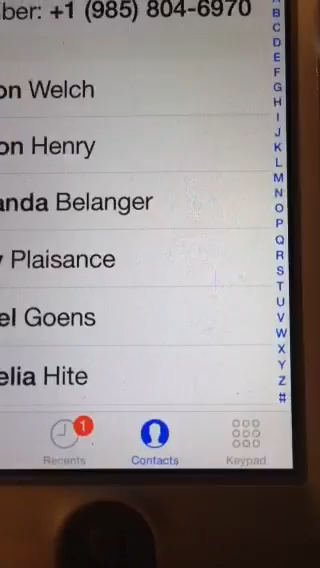 ber: +1 (985) 804-6970
on Welch
on Henry
anda Belanger
y Plaisance
el Goens
elia Hite
B
C
D
E
F
G
H
I
J
K
L
M
N
O
P
Q
R
S
T
U
V
W
X
Y
Z
#
1
Recents
Contacts
Keypad